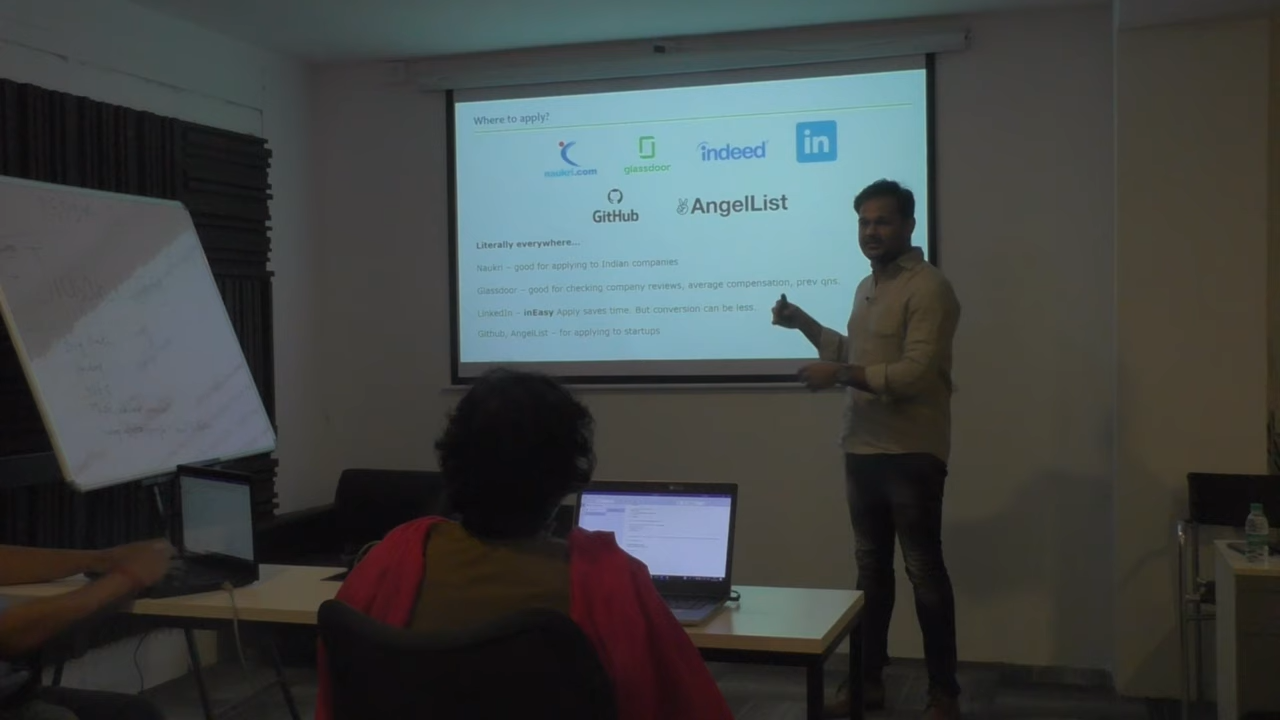 Where to apply?
naukri.com
glassdoor
indeed
in
GitHub
AngelList
Literally everywhere...
Naukri – good for applying to Indian companies
Glassdoor – good for checking company reviews, average compensation, prev qns.
LinkedIn – inEasy Apply saves time. But conversion can be less.
Github, AngelList – for applying to startups